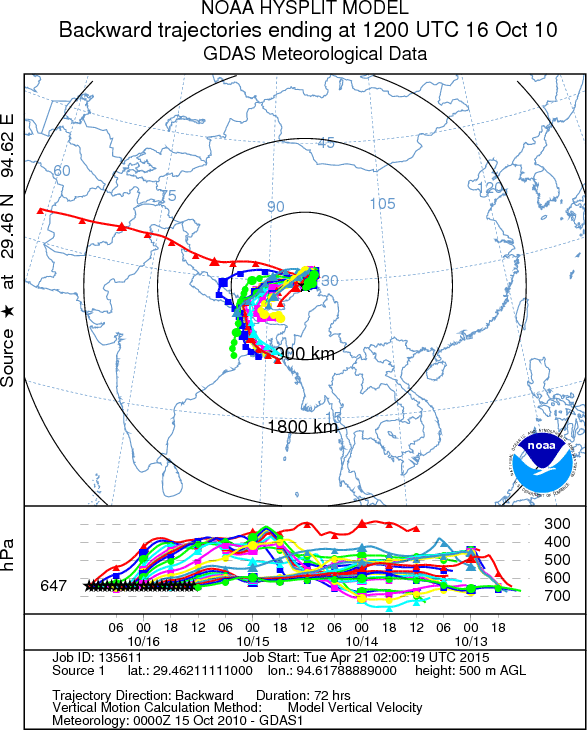 NOAA HYSPLIT MODEL
Backward trajectories ending at 1200 UTC 16 Oct 10
GDAS Meteorological Data
Source ★ at 29.46 N 94.62 E
60
75
90
45
105
120
30
1800 km
noaa
hPa
300
400
500
600
700
647
06 00 18 12 06 00 18 12 06 00 18 12 06 00 18
10/16 10/15 10/14 10/13
Job ID: 135611 Job Start: Tue Apr 21 02:00:19 UTC 2015
Source 1 lat.: 29.46211111000 lon.: 94.61788889000 height: 500 m AGL
Trajectory Direction: Backward Duration: 72 hrs
Vertical Motion Calculation Method: Model Vertical Velocity
Meteorology: 0000Z 15 Oct 2010 - GDAS1